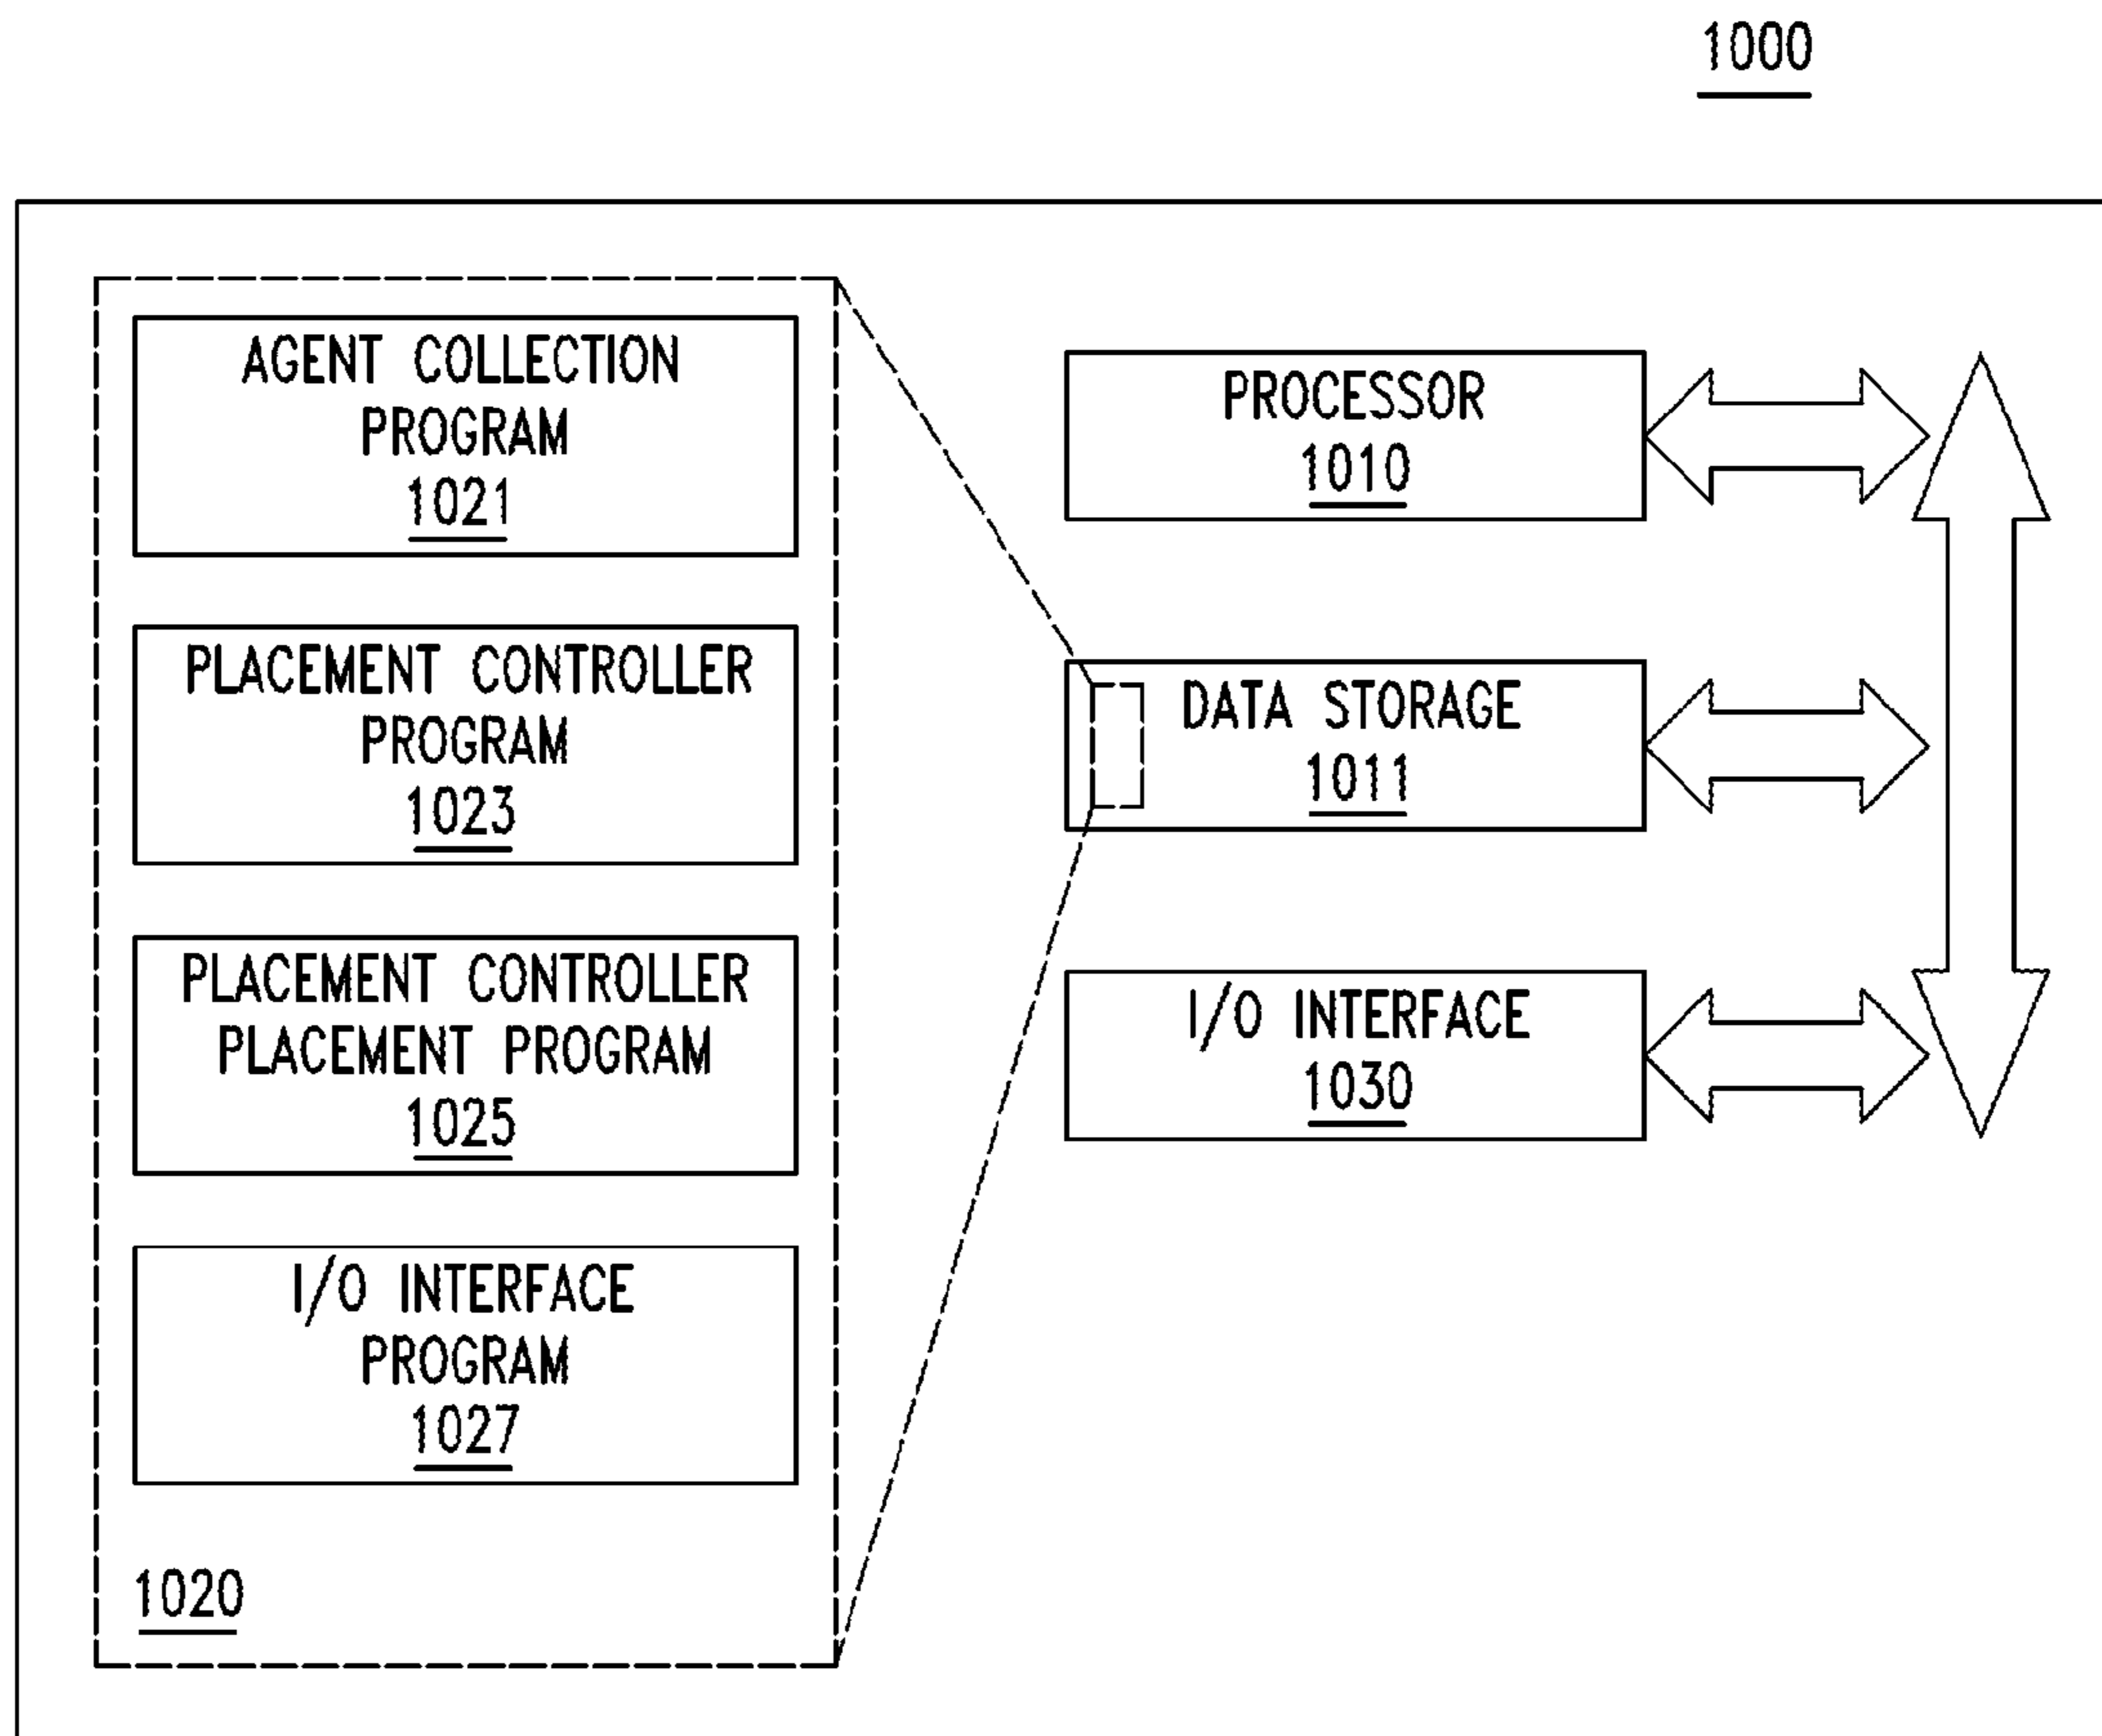 1000
AGENT COLLECTION
PROGRAM
1021
PLACEMENT CONTROLLER
PROGRAM
1023
PLACEMENT CONTROLLER
PLACEMENT PROGRAM
1025
I/O INTERFACE
PROGRAM
1027
1020
PROCESSOR
1010
DATA STORAGE
1011
I/O INTERFACE
1030